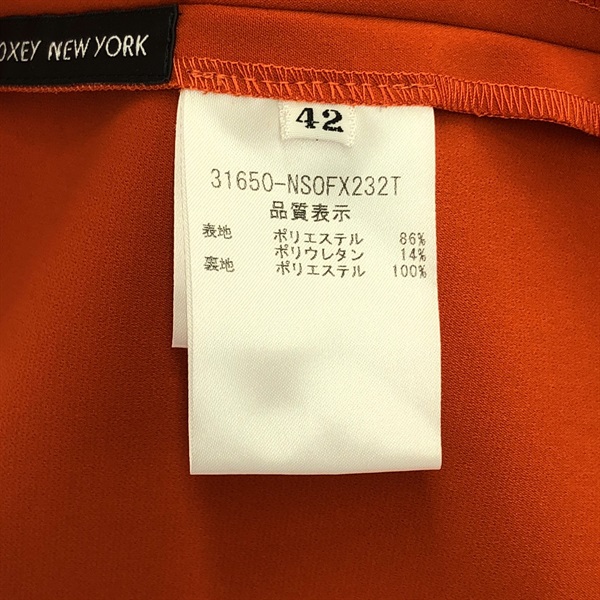 OXEY NEW YORK
42
31650-NSOFX232T
品質表示
表地 ポリエステル 86%
ポリウレタン 14%
裏地 ポリエステル 100%